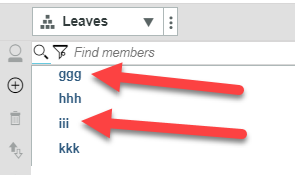 Leaves
Find members
ggg
hhh
iii
kkk